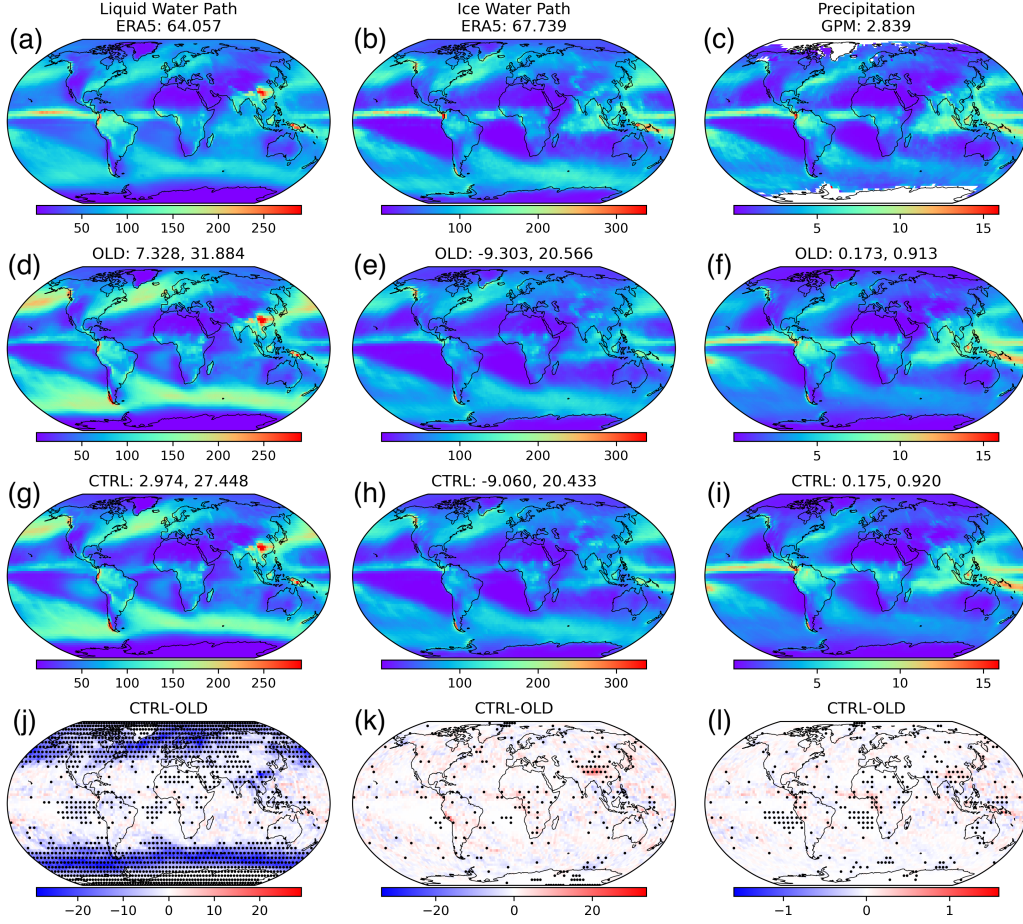 Liquid Water Path
ERA5: 64.057
(a)
50 100 150 200 250
Ice Water Path
ERA5: 67.739
(b)
100 200 300
Precipitation
GPM: 2.839
(c)
5 10 15
OLD: 7.328, 31.884
(d)
50 100 150 200 250
OLD: -9.303, 20.566
(e)
100 200 300
OLD: 0.173, 0.913
(f)
5 10 15
CTRL: 2.974, 27.448
(g)
50 100 150 200 250
CTRL: -9.060, 20.433
(h)
100 200 300
CTRL: 0.175, 0.920
(i)
5 10 15
CTRL-OLD
(j)
−20 −10 0 10 20
CTRL-OLD
(k)
−20 0 20
CTRL-OLD
(l)
−1 0 1